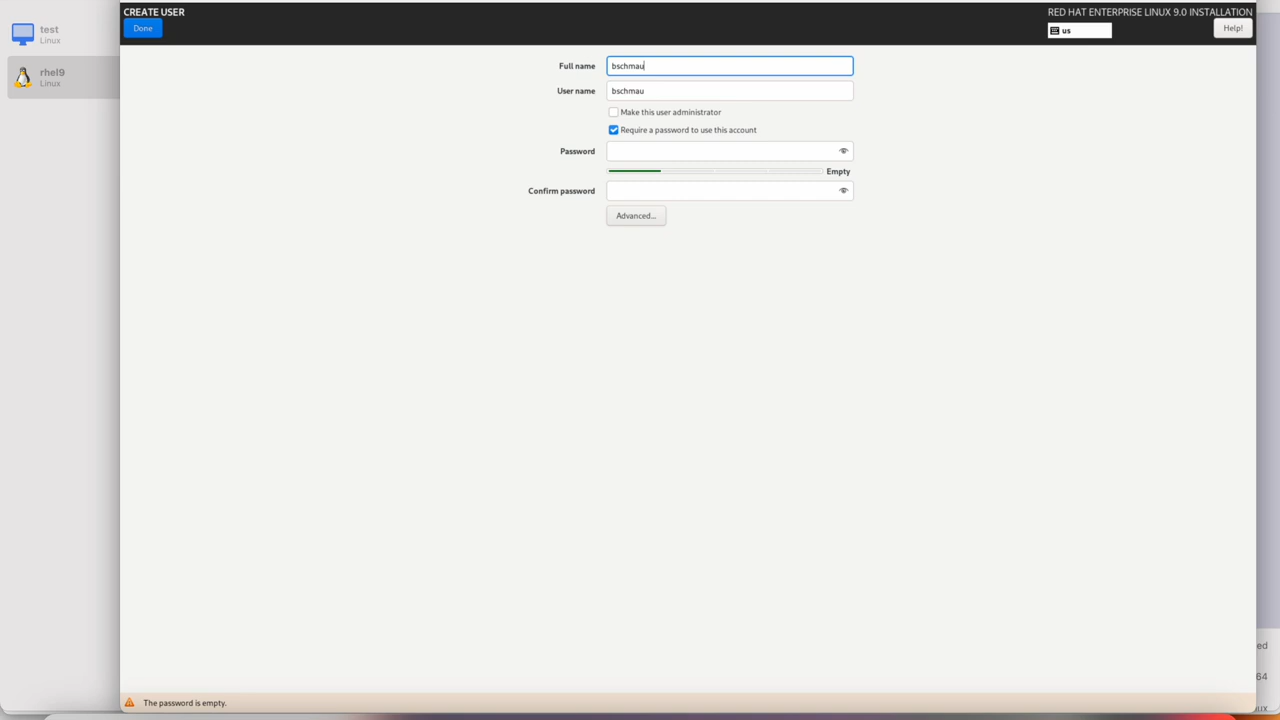 test
Linux
rhel9
Linux
CREATE USER
Done
RED HAT ENTERPRISE LINUX 9.0 INSTALLATION
us
Help!
Full name
bschmau
User name
bschmau
Make this user administrator
Require a password to use this account
Password
Empty
Confirm password
Advanced...
The password is empty.
ed
64